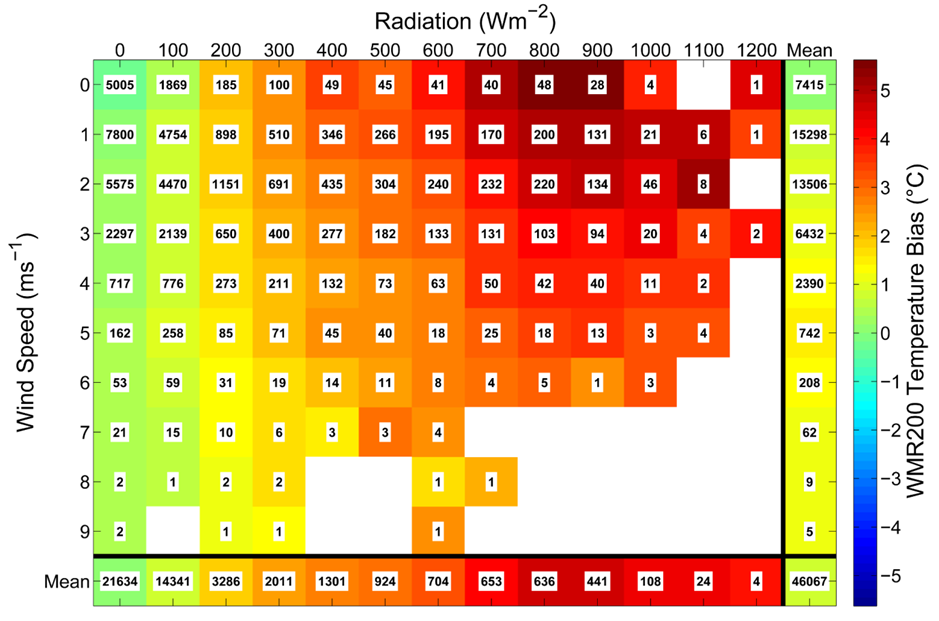 Radiation (Wm−2)
0 100 200 300 400 500 600 700 800 900 1000 1100 1200 Mean
0 5005 1869 185 100 49 45 41 40 48 28 4 1 7415
1 7800 4754 898 510 346 266 195 170 200 131 21 6 1 15298
2 5575 4470 1151 691 435 304 240 232 220 134 46 8 13506
3 2297 2139 650 400 277 182 133 131 103 94 20 4 2 6432
4 717 776 273 211 132 73 63 50 42 40 11 2 2390
5 162 258 85 71 45 40 18 25 18 13 3 4 742
6 53 59 31 19 14 11 8 4 5 1 3 208
7 21 15 10 6 3 3 4 62
8 2 1 2 2 1 1 9
9 2 1 1 1 5
Mean 21634 14341 3286 2011 1301 924 704 653 636 441 108 24 4 46067
Wind Speed (ms−1)
5
4
3
2
1
0
−1
−2
−3
−4
−5
WMR200 Temperature Bias (°C)